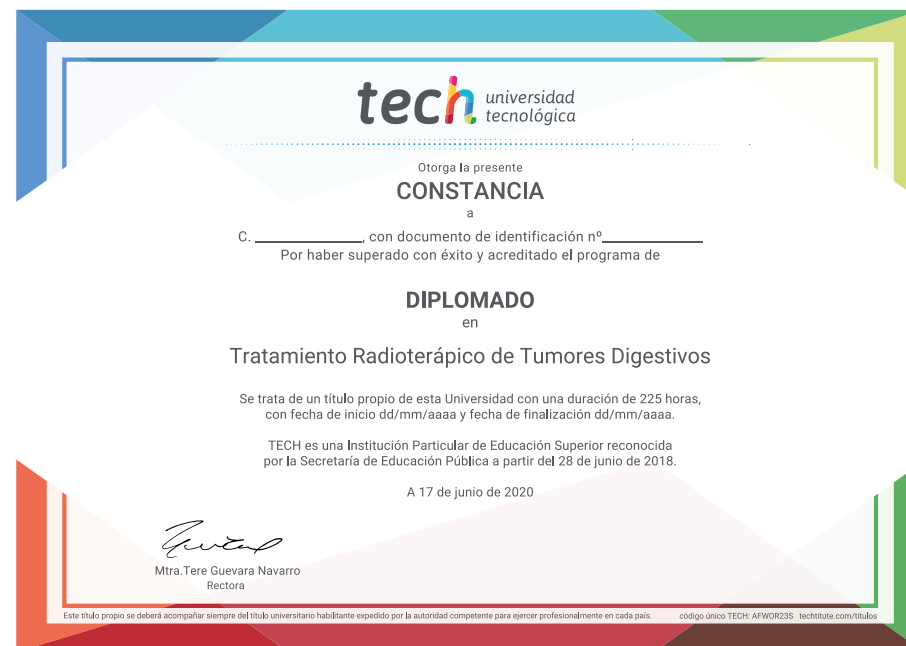 tech universidad
tecnológica
Otorga la presente
CONSTANCIA
a
C. ______________, con documento de identificación nº_____________
Por haber superado con éxito y acreditado el programa de
DIPLOMADO
en
Tratamiento Radioterápico de Tumores Digestivos
Se trata de un título propio de esta Universidad con una duración de 225 horas,
con fecha de inicio dd/mm/aaaa y fecha de finalización dd/mm/aaaa.
TECH es una Institución Particular de Educación Superior reconocida
por la Secretaría de Educación Pública a partir del 28 de junio de 2018.
A 17 de junio de 2020
Mtra.Tere Guevara Navarro
Rectora
Este título propio se deberá acompañar siempre del título universitario habilitante expedido por la autoridad competente para ejercer profesionalmente en cada país. código único TECH: AFWOR23S techtitute.com/titulos